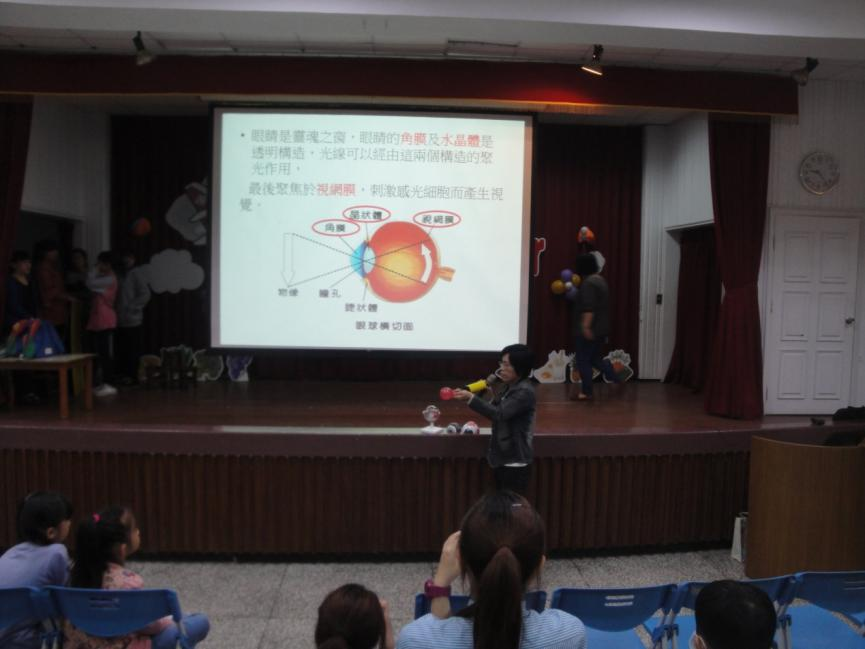 • 眼睛是靈魂之窗，眼睛的角膜及水晶體是
透明構造，光線可以經由這兩個構造的聚
光作用，
最後聚焦於視網膜，刺激感光細胞而產生視
覺。
晶狀體
角膜
視網膜
物像
瞳孔
睫狀體
眼球橫切面